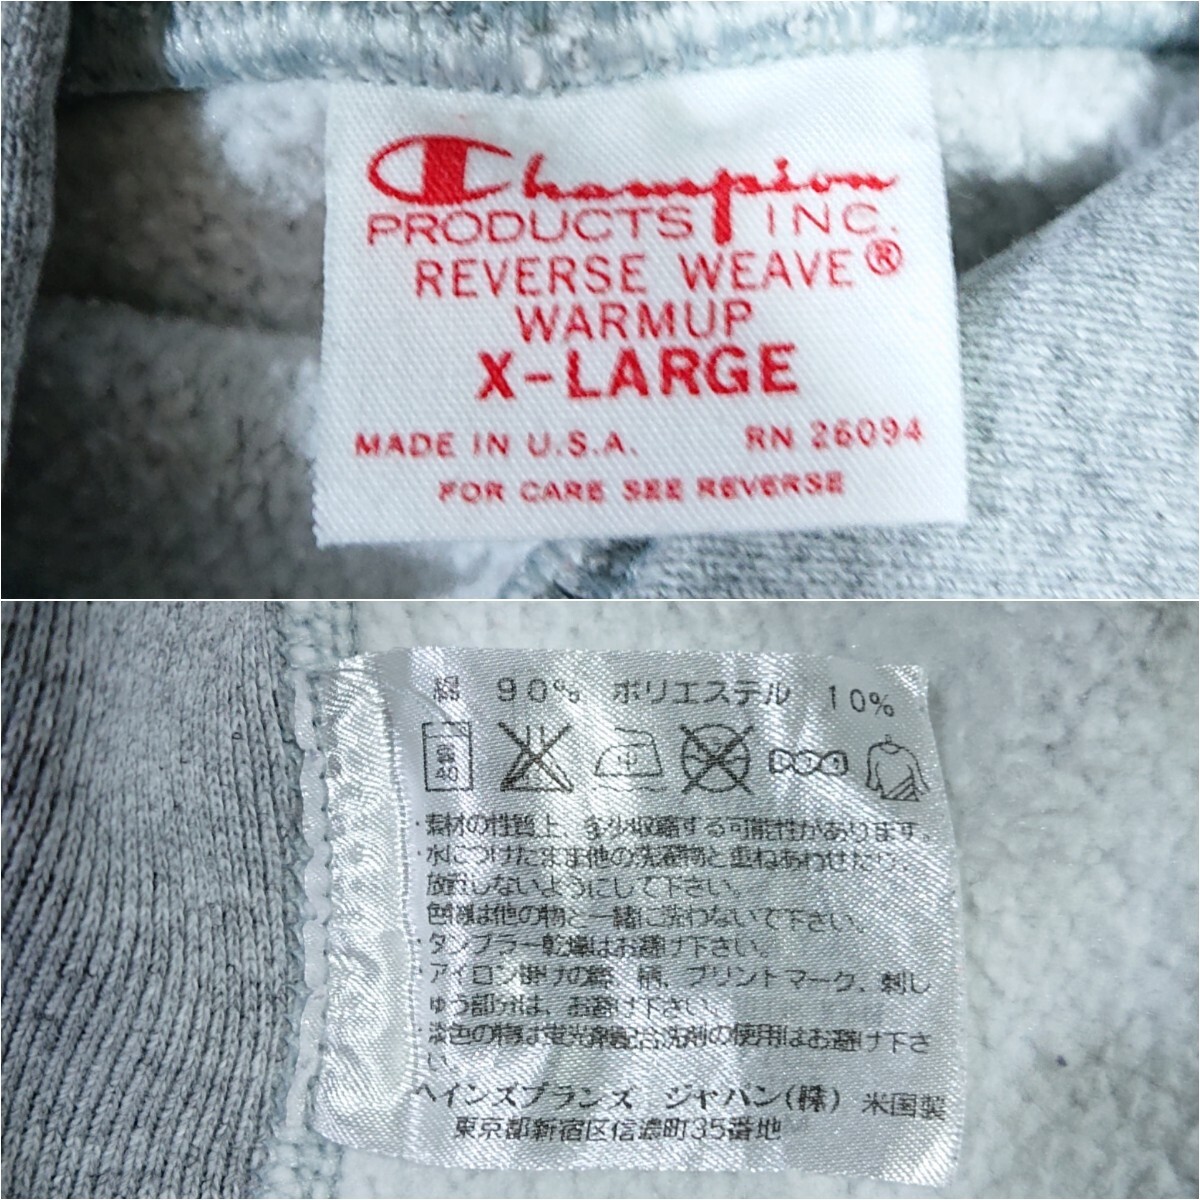 Champion
PRODUCTS INC.
REVERSE WEAVE®
WARMUP
X-LARGE
MADE IN U.S.A. RN 26094
FOR CARE SEE REVERSE
綿 90% ポリエステル 10%
40
・素材の性質上、多少収縮する可能性があります。
・水につけたまま他の洗濯物と重ねあわせたり、
放置しないようにして下さい。
色物は他の物と一緒に洗わないで下さい。
・タンブラー乾燥はお避け下さい。
・アイロン掛けの際、柄、プリントマーク、刺し
ゅう部分は、お避け下さい。
・淡色の物は蛍光剤配合洗剤の使用はお避け下さ
い。
ヘインズブランズ ジャパン(株) 米国製
東京都新宿区信濃町35番地